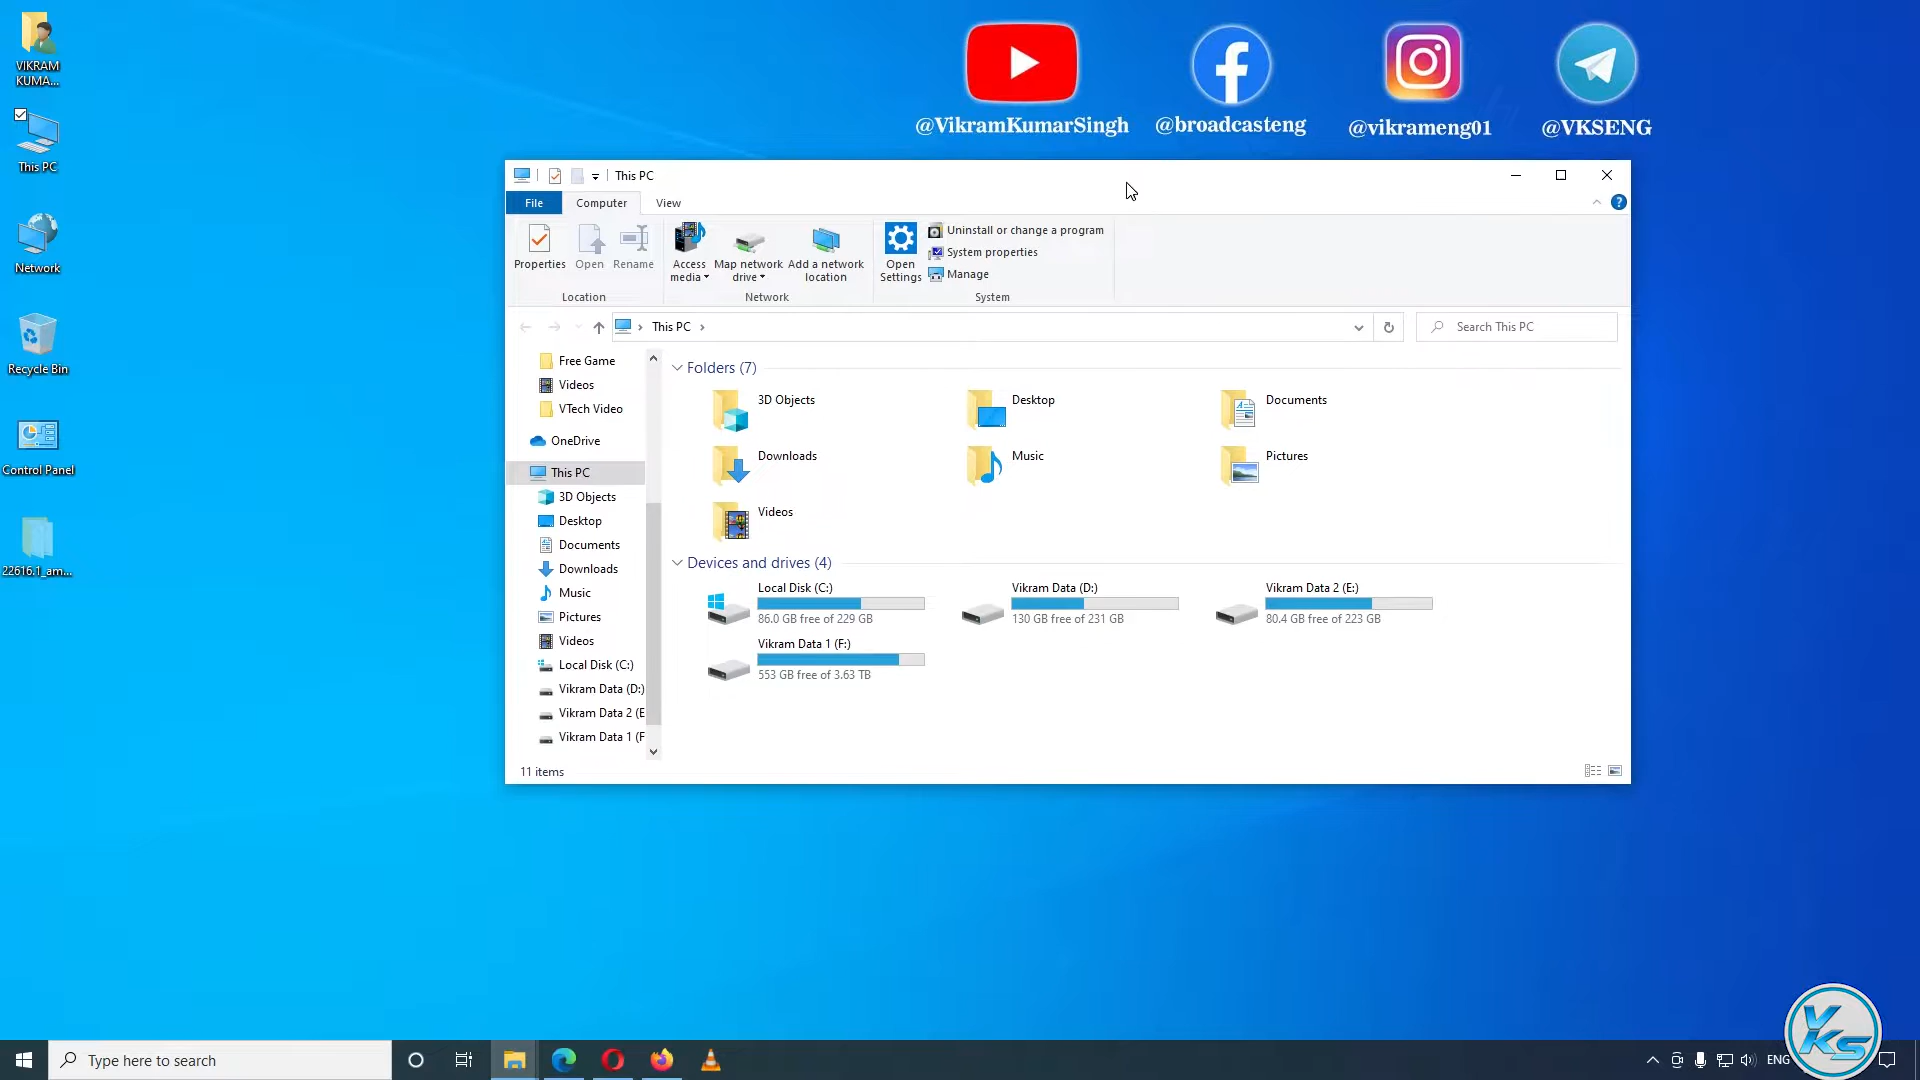 VIKRAM
KUMA...
This PC
Network
Recycle Bin
Control Panel
22616.1_am...
@VikramKumarSingh
@broadcasteng
@vikrameng01
@VKSENG
This PC
File
Computer
View
Properties
Open
Rename
Location
Access
media
Map network
drive
Add a network
location
Network
Open
Settings
Uninstall or change a program
System properties
Manage
System
This PC
Search This PC
Free Game
Videos
VTech Video
OneDrive
This PC
3D Objects
Desktop
Documents
Downloads
Music
Pictures
Videos
Local Disk (C:)
Vikram Data (D:)
Vikram Data 2 (E
Vikram Data 1 (F
Folders (7)
3D Objects
Desktop
Documents
Downloads
Music
Pictures
Videos
Devices and drives (4)
Local Disk (C:)
86.0 GB free of 229 GB
Vikram Data (D:)
130 GB free of 231 GB
Vikram Data 2 (E:)
80.4 GB free of 223 GB
Vikram Data 1 (F:)
553 GB free of 3.63 TB
11 items
Type here to search
ENG
VKS